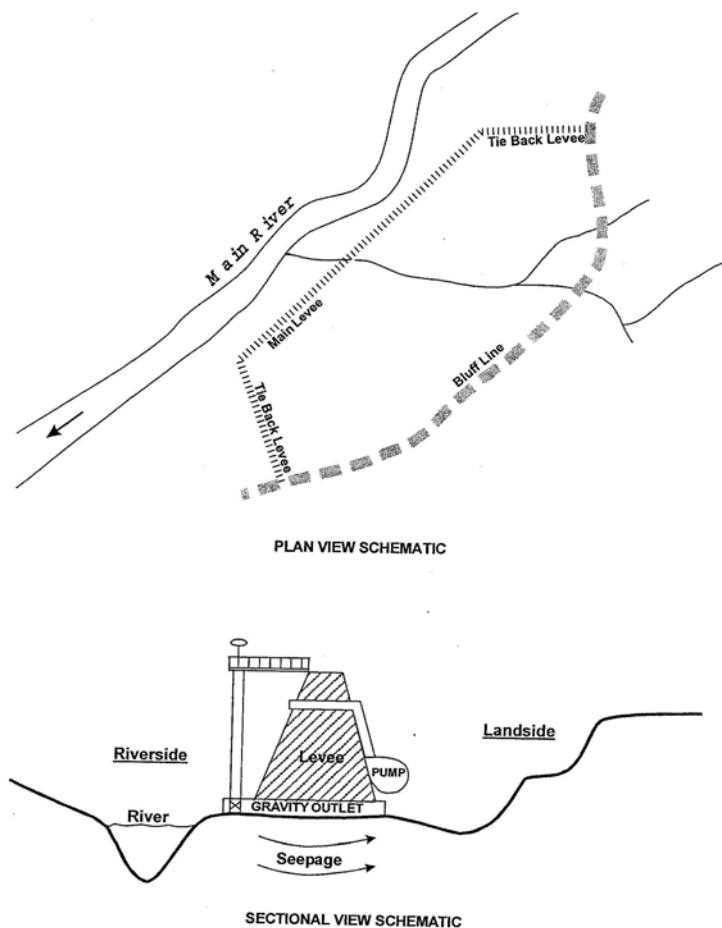 Tie Back Levee
Main River
Main Levee
Bluff Line
Tie Back Levee
PLAN VIEW SCHEMATIC
Riverside
Landside
Levee
PUMP
River
GRAVITY OUTLET
Seepage
SECTIONAL VIEW SCHEMATIC